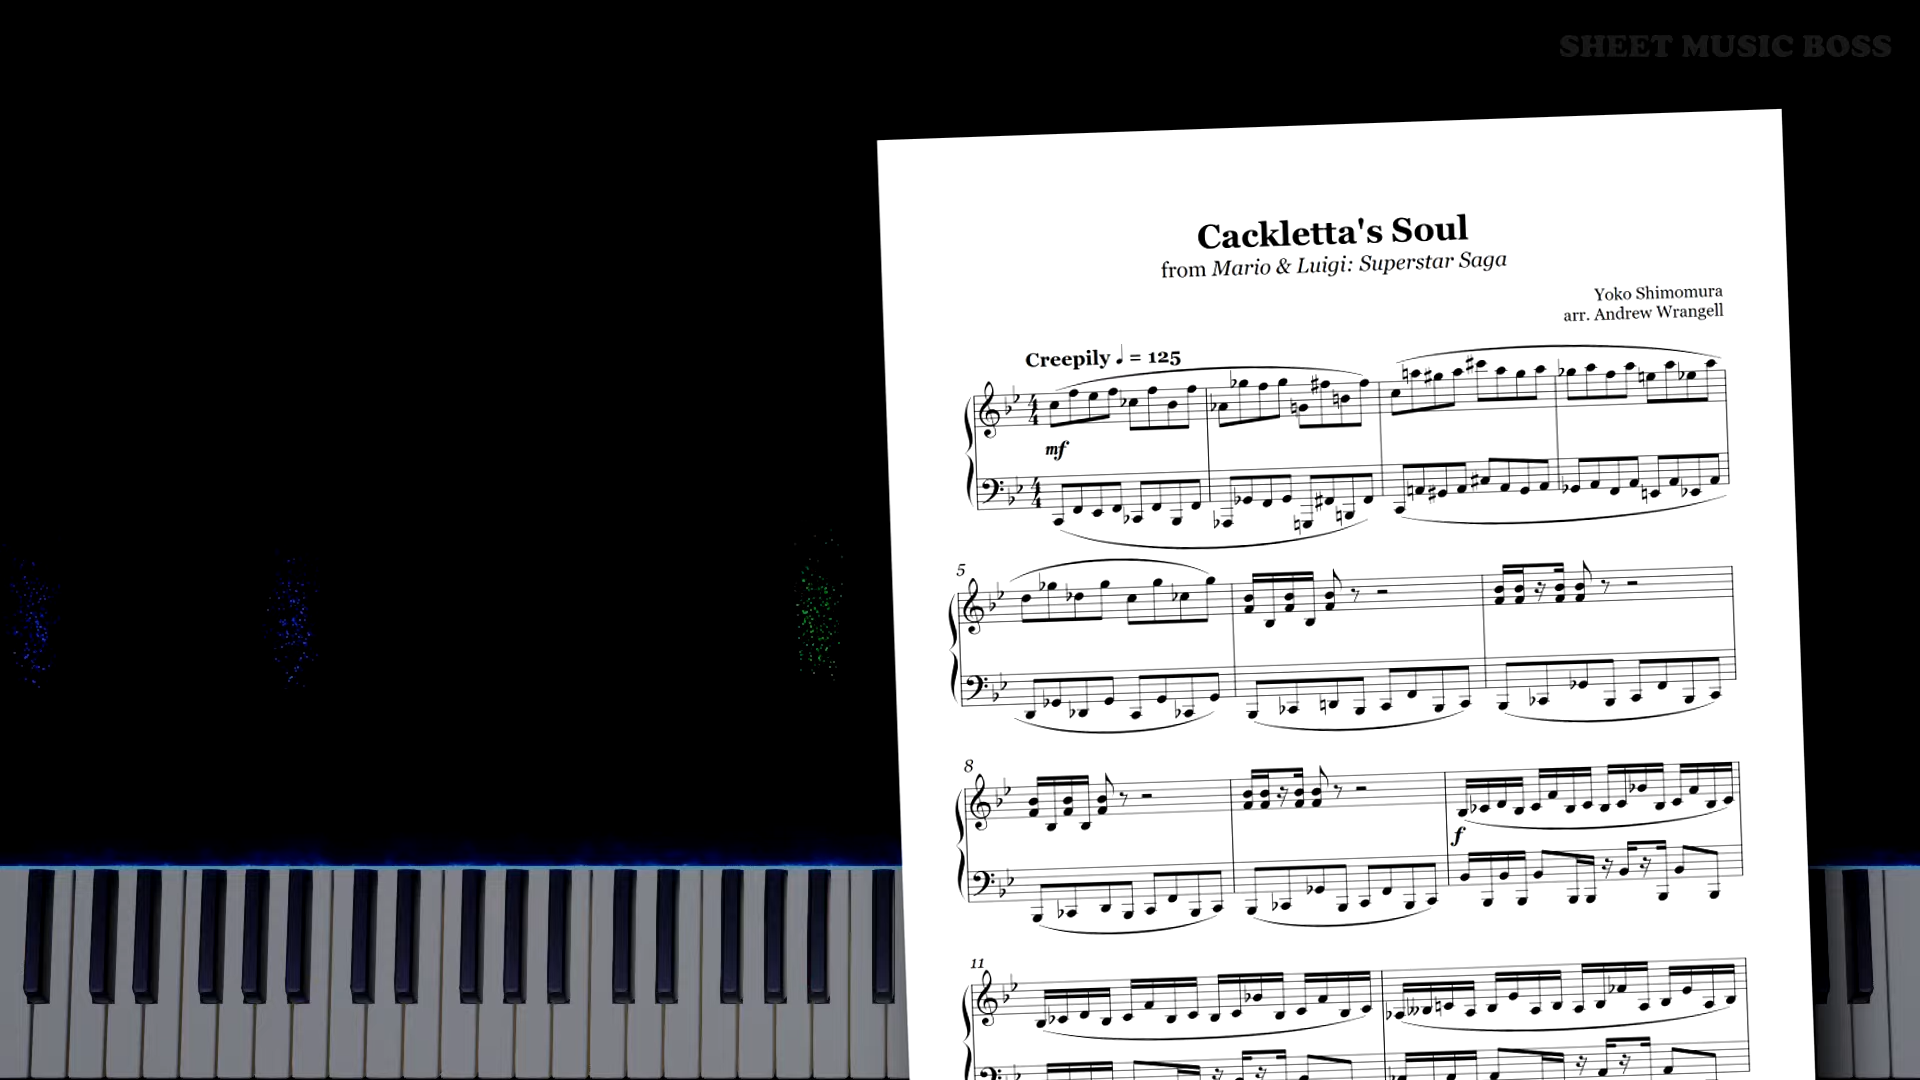 SHEET MUSIC BOSS
Cackletta's Soul
from Mario & Luigi: Superstar Saga
Yoko Shimomura
arr. Andrew Wrangell
Creepily ♩ = 125
mf
5
8
f
11